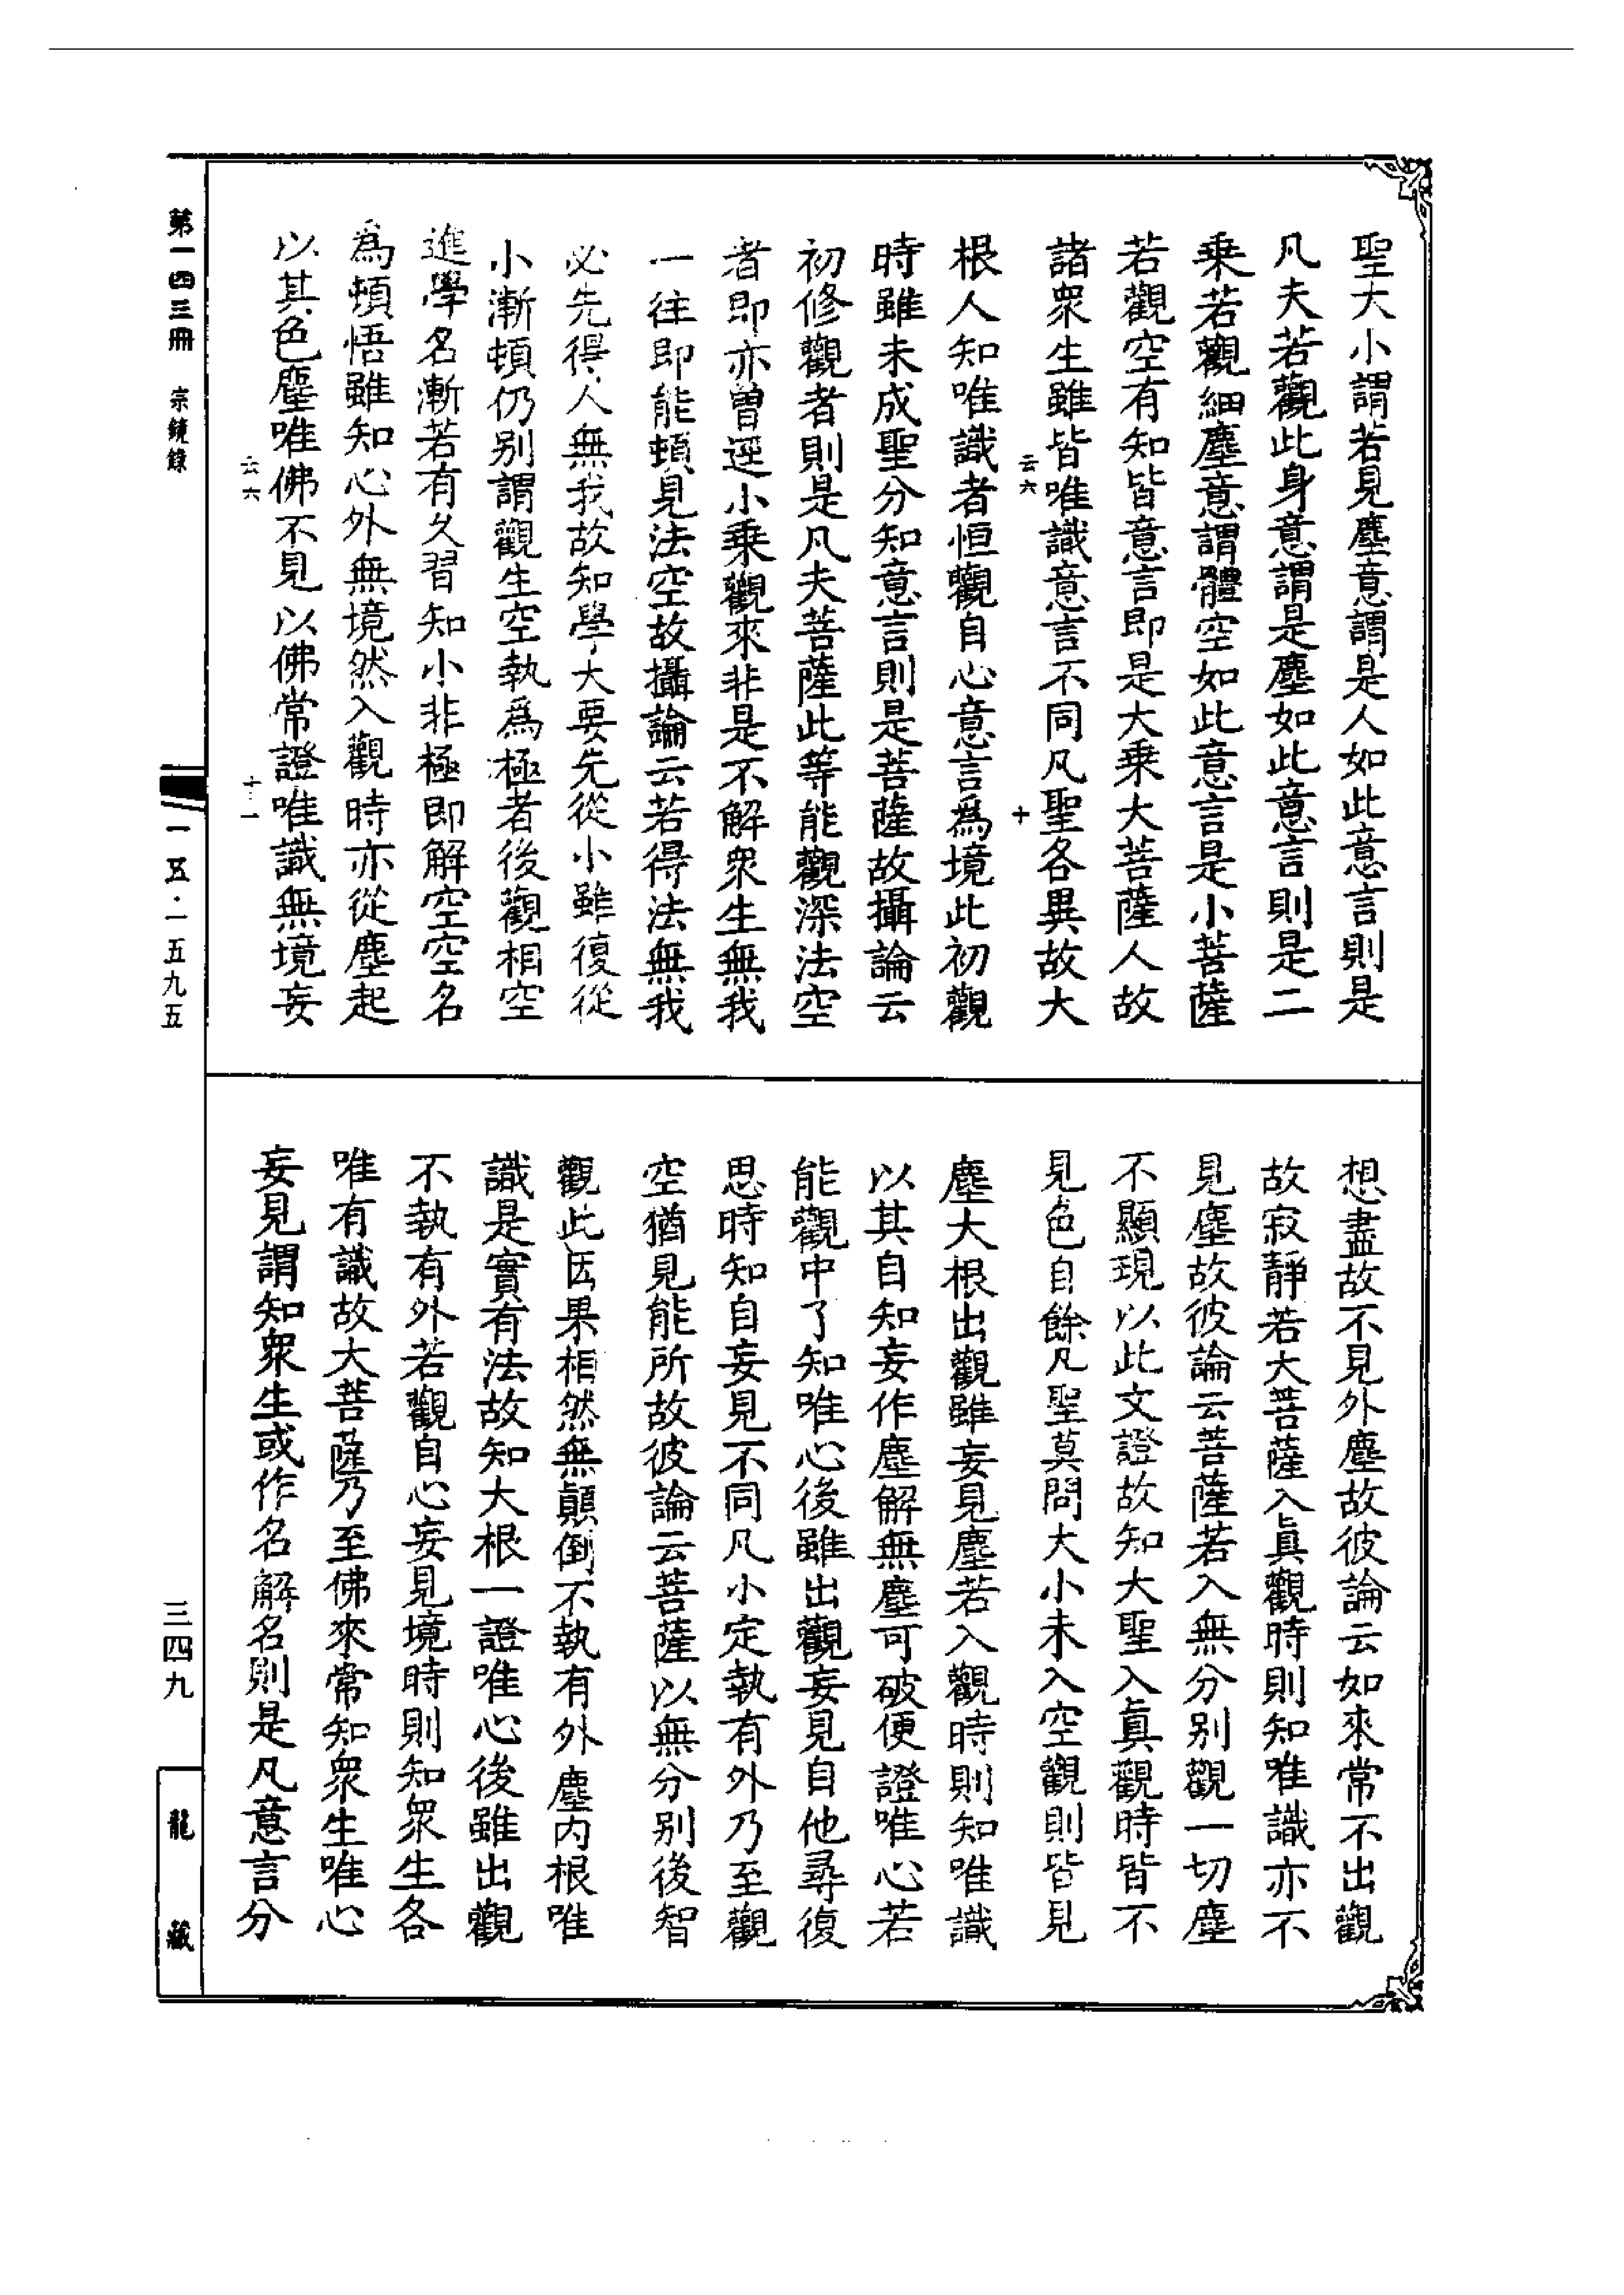 聖大小謂若見塵意謂是人如此意言則是
凡夫若觀此身意謂是塵如此意言則是二
乗若觀細塵意謂體空如此意言是小菩薩
若觀空有知皆意言即是大乗大菩薩人故
諸衆生雖皆唯識意言不同凡聖各異故大
云六
十
根人知唯識者恒觀自心意言爲境此初觀
時雖未成聖分知意言則是菩薩故攝論云
初修觀者則是凡夫菩薩此等能觀深法空
者即亦曾逕小乗觀來非是不解衆生無我
一往即能頓見法空故攝論云若得法無我
必先得人無我故知學大要先從小雖復從
小漸頓仍別謂觀生空執爲極者後觀相空
進學名漸若有久習知小非極即解空空名
爲頓悟雖知心外無境然入觀時亦從塵起
以其色塵唯佛不見以佛常證唯識無境妄
云六
十一
想盡故不見外塵故彼論云如來常不出觀
故寂靜若大菩薩入眞觀時則知唯識亦不
見塵故彼論云菩薩若入無分别觀一切塵
不顯現以此文證故知大聖入眞觀時皆不
見色自餘凡聖莫問大小未入空觀則皆見
塵大根出觀雖妄見塵若入觀時則知唯識
以其自知妄作塵解無塵可破便證唯心若
能觀中了知唯心後雖出觀妄見自他尋復
思時知自妄見不同凡小定執有外乃至觀
空猶見能所故彼論云菩薩以無分别後智
觀此因果相然無顛倒不執有外塵内根唯
識是實有法故知大根一證唯心後雖出觀
不執有外若觀自心妄見境時則知衆生各
唯有識故大菩薩乃至佛來常知衆生唯心
妄見謂知衆生或作名解名則是凡意言分
第一四三冊　宗鏡錄
一五·一五九五
三四九
龍藏